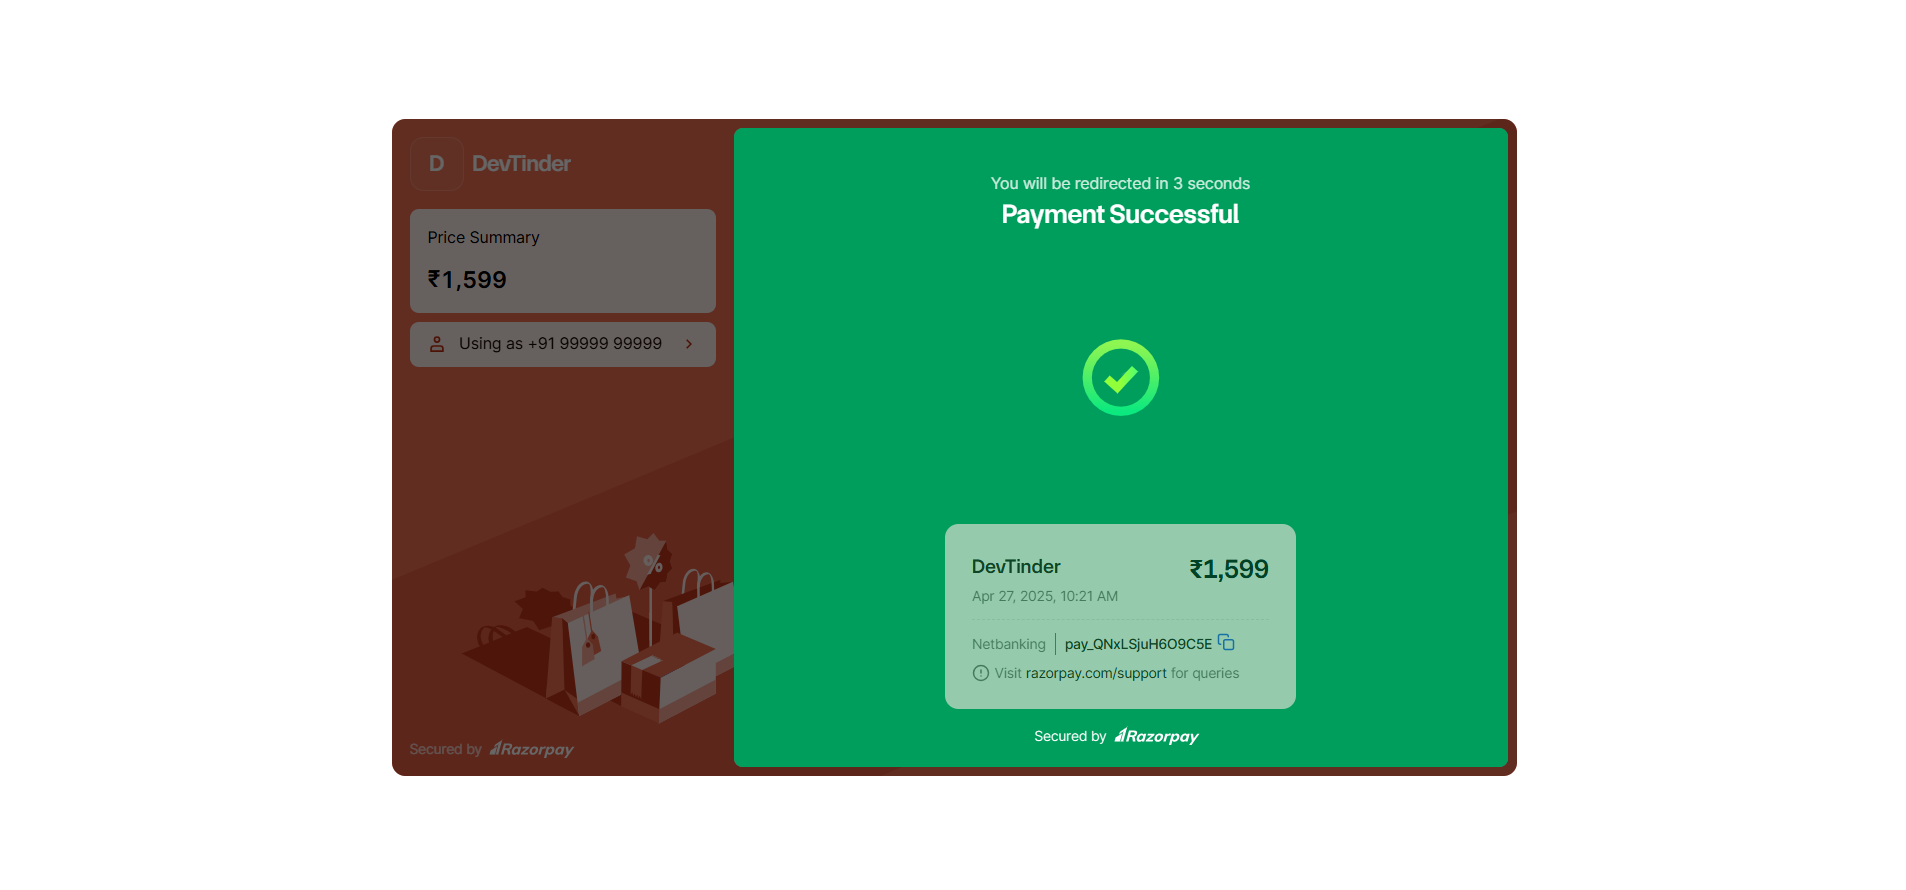 D
DevTinder
Price Summary
₹1,599
Using as +91 99999 99999
%
Secured by Razorpay
You will be redirected in 3 seconds
Payment Successful
DevTinder
₹1,599
Apr 27, 2025, 10:21 AM
Netbanking | pay_QNxLSjuH6O9C5E
Visit razorpay.com/support for queries
Secured by Razorpay